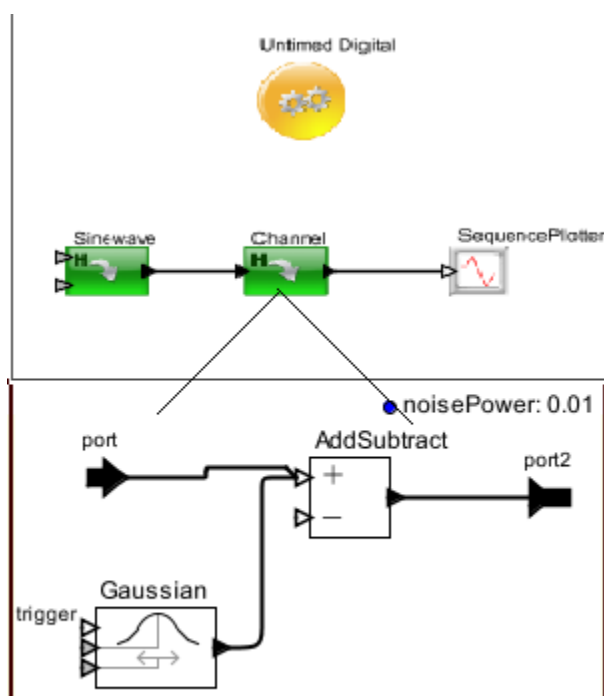 Untimed Digital
Sinewave
Channel
SequencePlotter
H
H
noisePower: 0.01
port
AddSubtract
port2
+
−
Gaussian
trigger